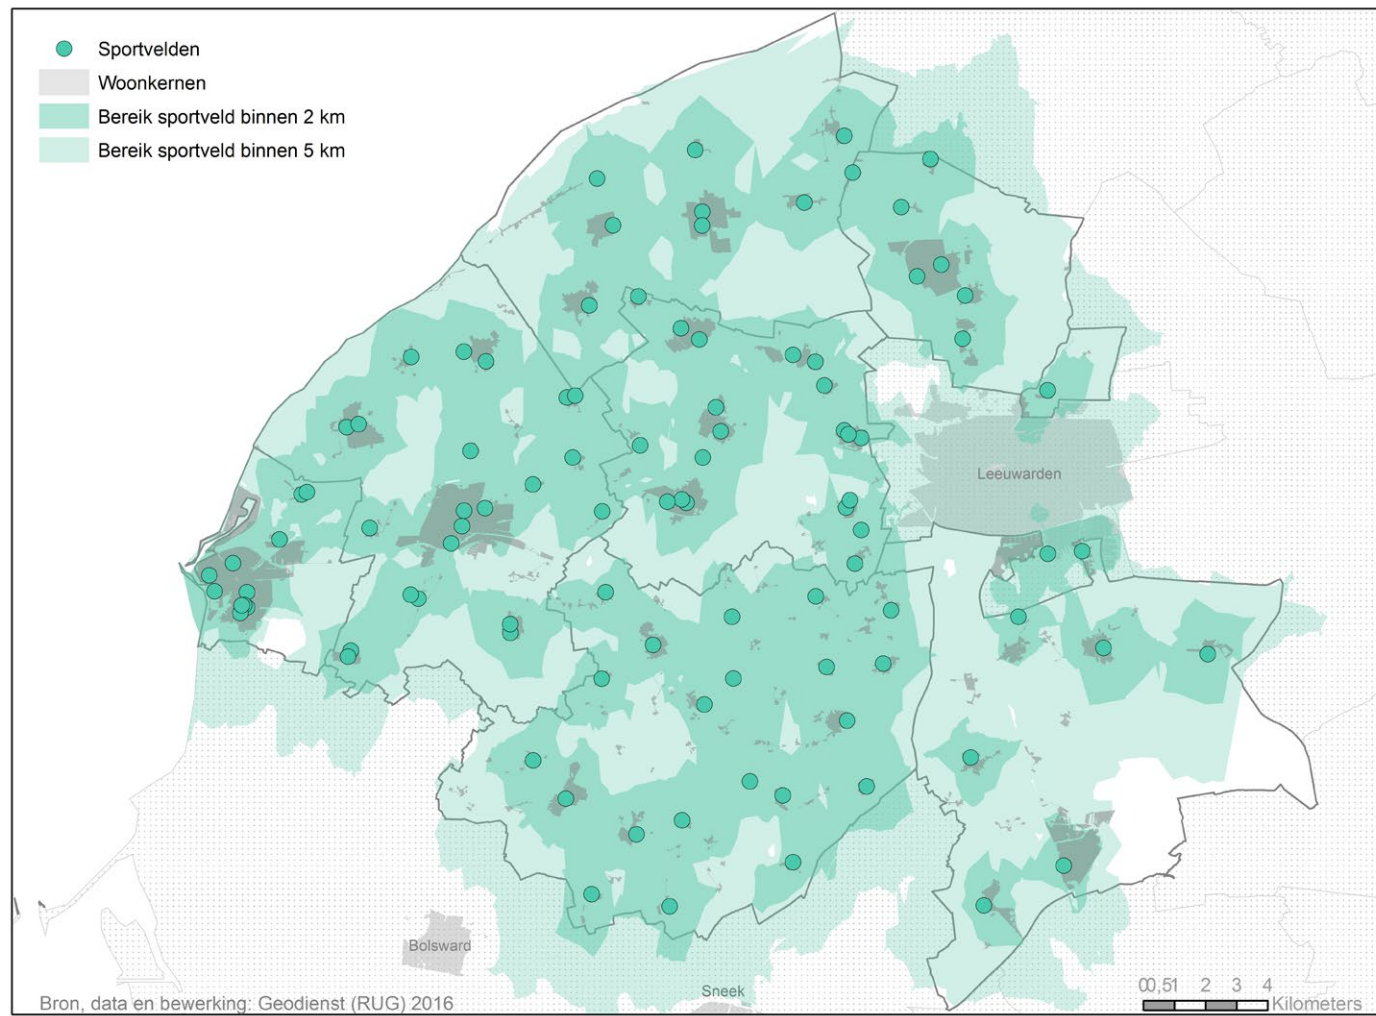 Sportvelden
Woonkernen
Bereik sportveld binnen 2 km
Bereik sportveld binnen 5 km
Leeuwarden
Bolsward
Sneek
00,51 2 3 4
Kilometers
Bron, data en bewerking: Geodienst (RUG) 2016